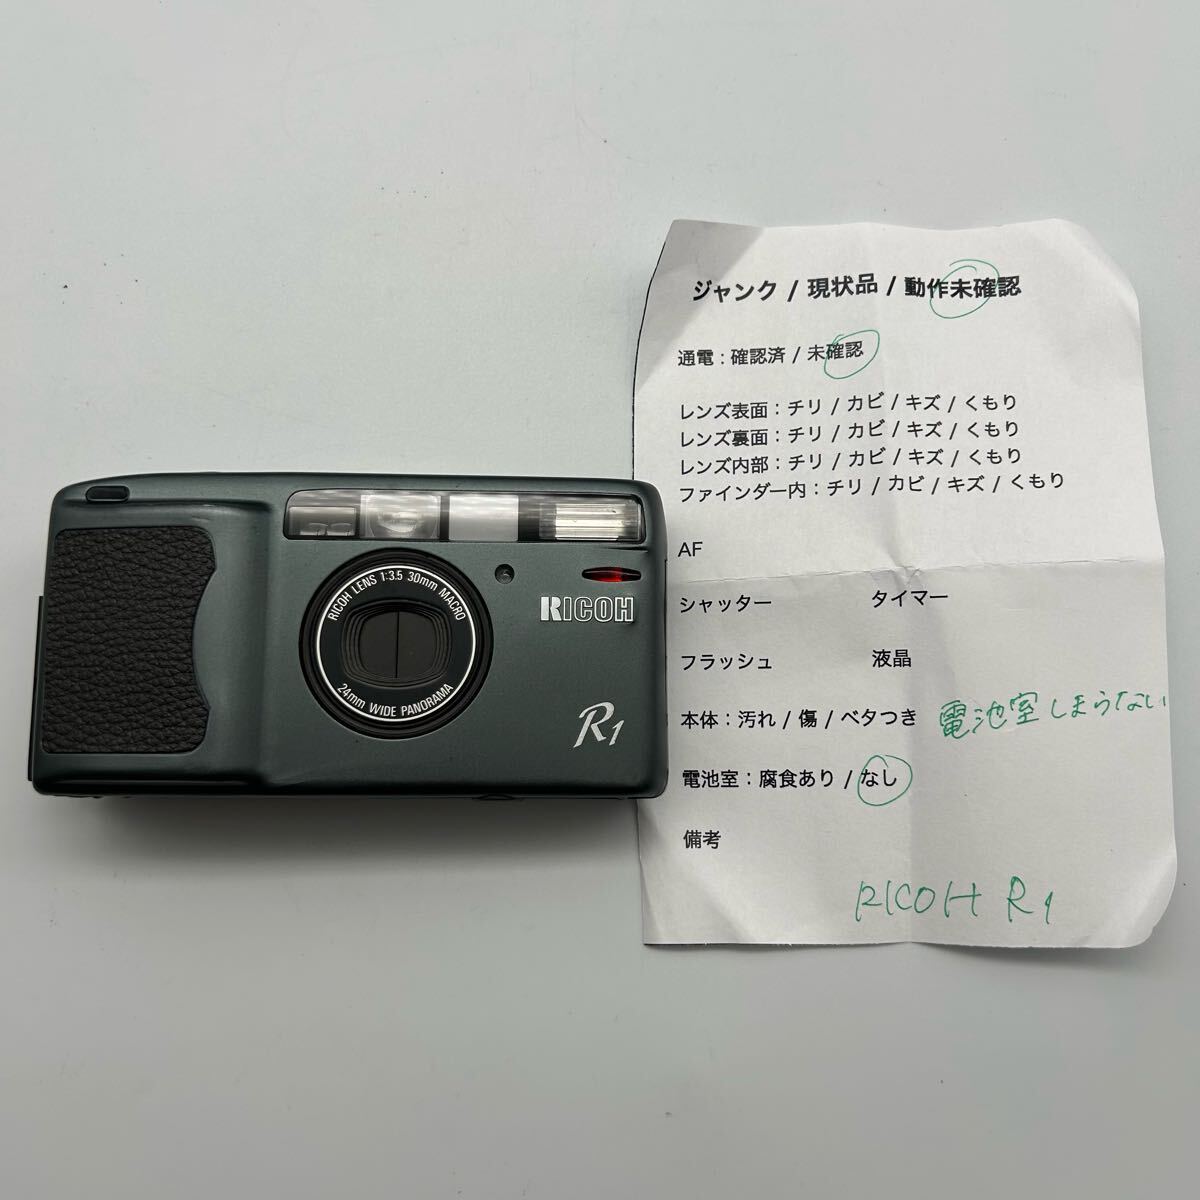 RICOH LENS 1:3.5 30mm MACRO
24mm WIDE PANORAMA
RICOH
R1
ジャンク / 現状品 / 動作未確認
通電：確認済 / 未確認
レンズ表面：チリ / カビ / キズ / くもり
レンズ裏面：チリ / カビ / キズ / くもり
レンズ内部：チリ / カビ / キズ / くもり
ファインダー内：チリ / カビ / キズ / くもり
AF
シャッター タイマー
フラッシュ 液晶
本体：汚れ / 傷 / ベタつき 電池室しまらない
電池室：腐食あり / なし
備考
RICOH R1